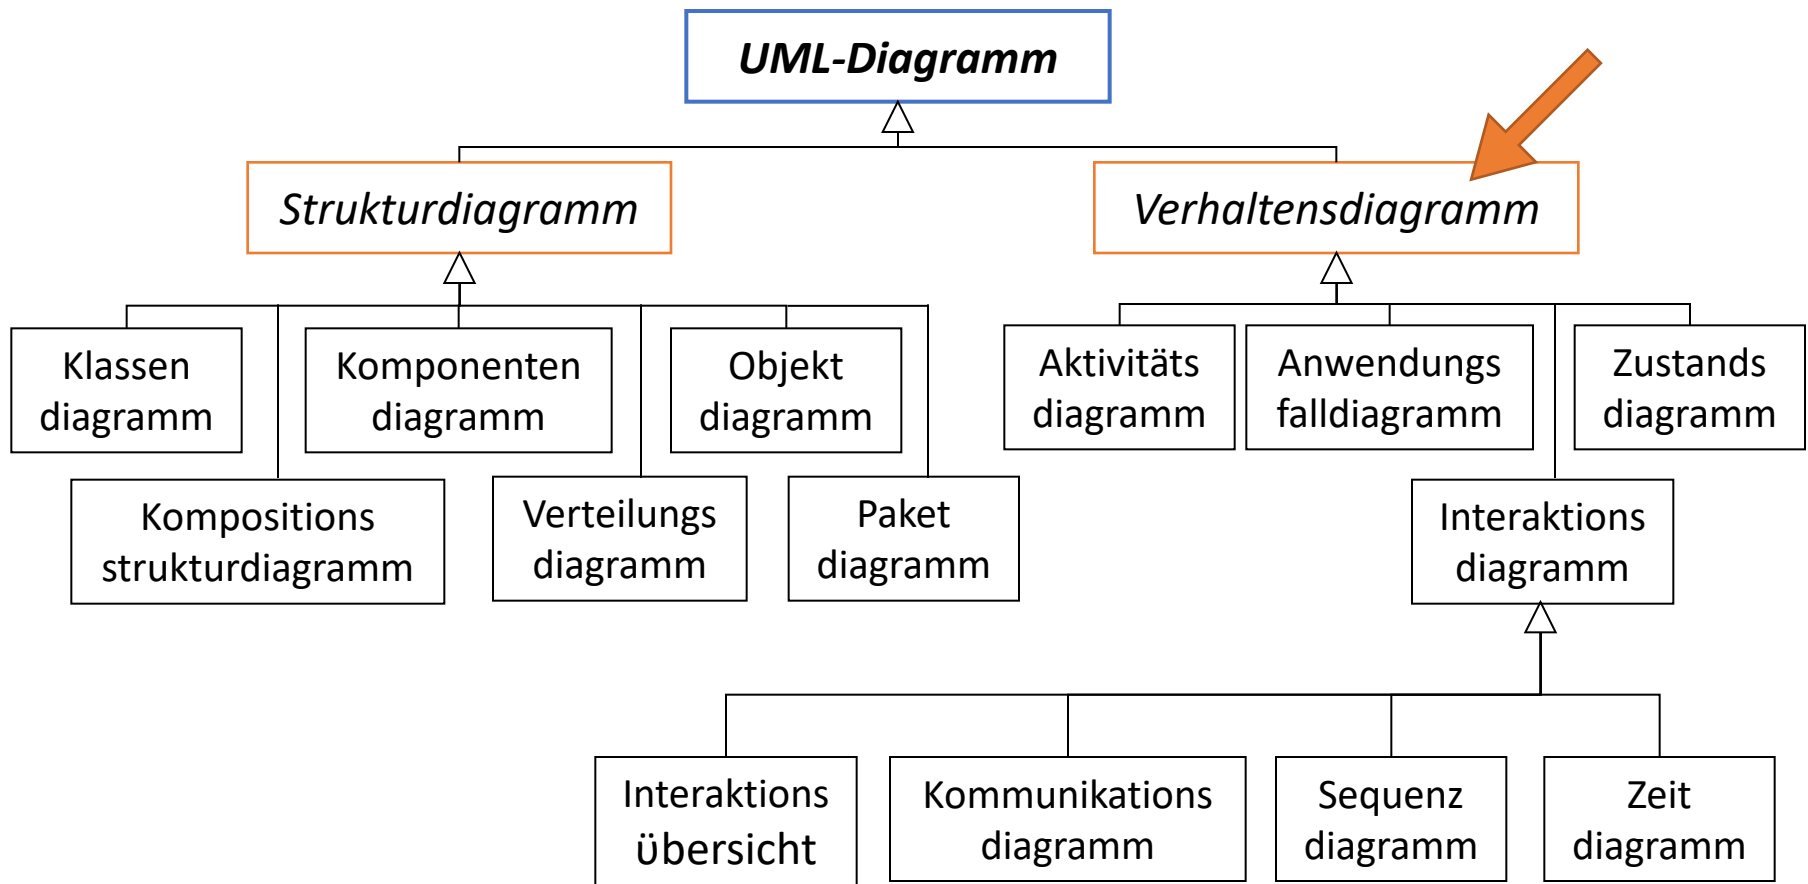 UML-Diagramm
Strukturdiagramm
Verhaltensdiagramm
Klassen
diagramm
Komponenten
diagramm
Objekt
diagramm
Aktivitäts
diagramm
Anwendungs
falldiagramm
Zustands
diagramm
Kompositions
strukturdiagramm
Verteilungs
diagramm
Paket
diagramm
Interaktions
diagramm
Interaktions
übersicht
Kommunikations
diagramm
Sequenz
diagramm
Zeit
diagramm